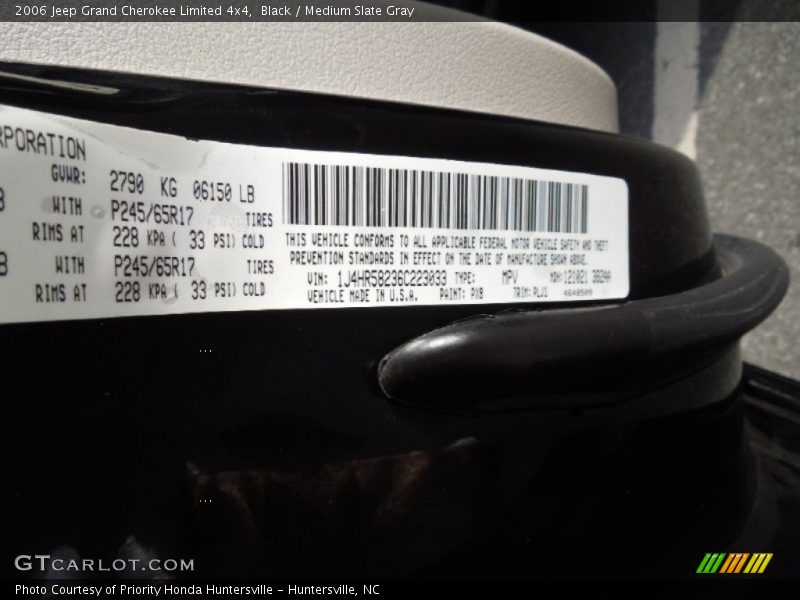 2006 Jeep Grand Cherokee Limited 4x4, Black / Medium Slate Gray
RPORATION
GVWR: 2790 KG 06150 LB
WITH P245/65R17 TIRES
RIMS AT 228 KPA ( 33 PSI) COLD
WITH P245/65R17 TIRES
RIMS AT 228 KPA ( 33 PSI) COLD
THIS VEHICLE CONFORMS TO ALL APPLICABLE FEDERAL MOTOR VEHICLE SAFETY AND THEFT
PREVENTION STANDARDS IN EFFECT ON THE DATE OF MANUFACTURE SHOWN ABOVE.
VIN: 1J4HR58236C223033 TYPE: MPV
VEHICLE MADE IN U.S.A. PAINT: PX8 TRIM:
GTCARLOT.COM
Photo Courtesy of Priority Honda Huntersville - Huntersville, NC